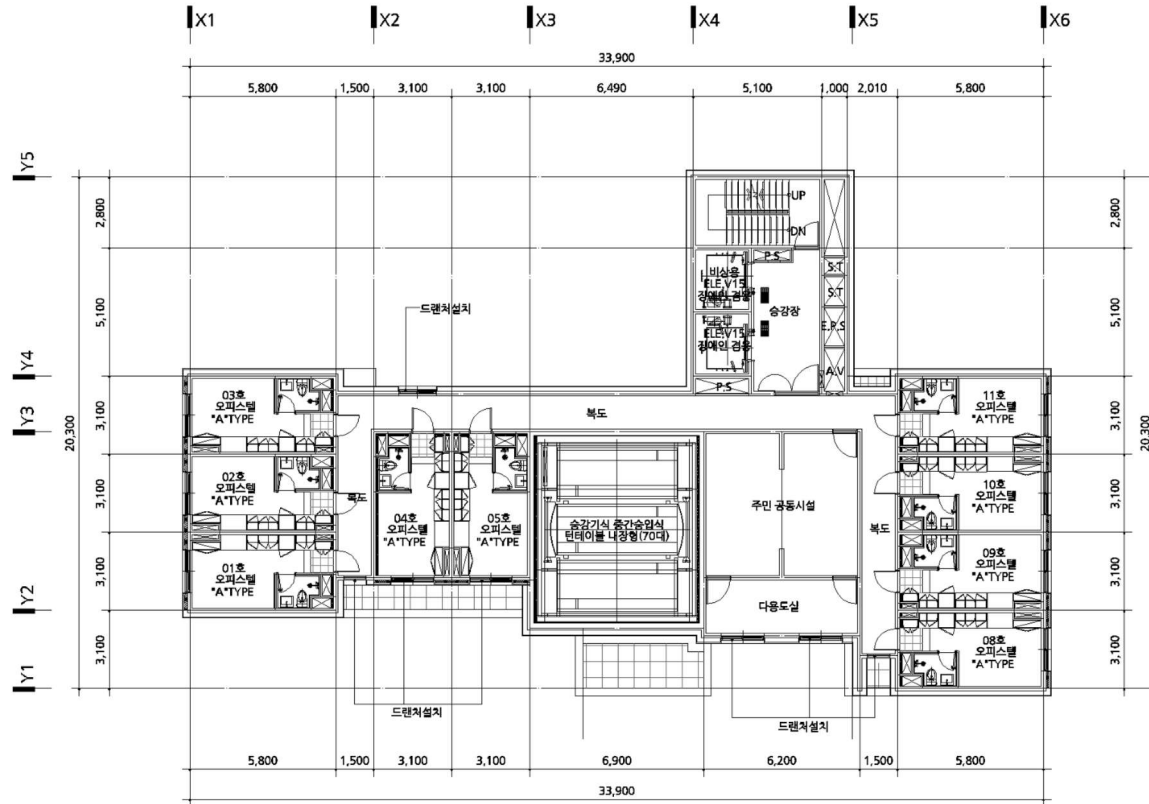 X1 X2 X3 X4 X5 X6
33,900
5,800 1,500 3,100 3,100 6,490 5,100 1,000 2,010 5,800
Y5
2,800
UP
2,800
DN
P.S
S.T
비상용
ELE.V15
장애인 겸용
S.T
5,100
드랜처설치
승강장
E.P.S
5,100
ELE.V15
장애인 겸용
Y4
A.V
P.S
03호
오피스텔
"A"TYPE
11호
오피스텔
"A"TYPE
3,100
복도
3,100
Y3
20,300
20,300
02호
오피스텔
"A"TYPE
10호
오피스텔
"A"TYPE
3,100
복도
04호
오피스텔
"A"TYPE
05호
오피스텔
"A"TYPE
승강기식 중간승입식
턴테이블 내장형(70대)
주민 공동시설
복도
3,100
01호
오피스텔
"A"TYPE
09호
오피스텔
"A"TYPE
3,100
3,100
Y2
다용도실
08호
오피스텔
"A"TYPE
3,100
3,100
Y1
드랜처설치
드랜처설치
5,800 1,500 3,100 3,100 6,900 6,200 1,500 5,800
33,900